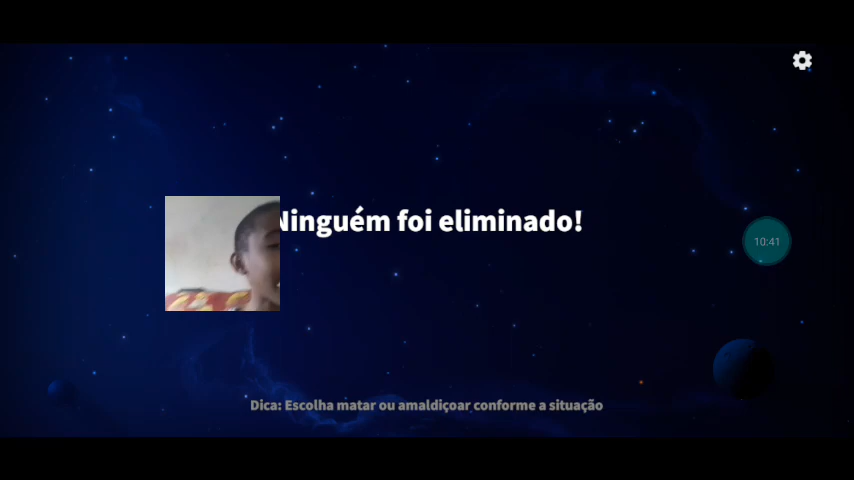 Ninguém foi eliminado!
10:41
Dica: Escolha matar ou amaldiçoar conforme a situação